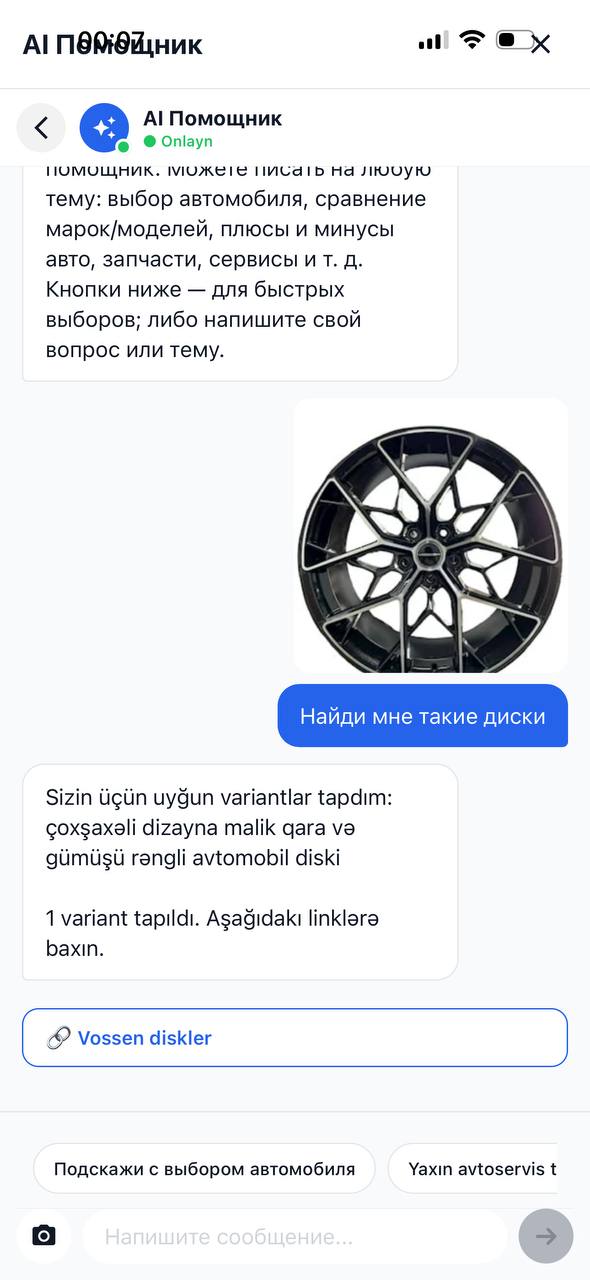 AI Помощник
00:07
AI Помощник
Onlayn
помощник. Можете писать на любую
тему: выбор автомобиля, сравнение
марок/моделей, плюсы и минусы
авто, запчасти, сервисы и т. д.
Кнопки ниже — для быстрых
выборов; либо напишите свой
вопрос или тему.
Найди мне такие диски
Sizin üçün uyğun variantlar tapdım:
çoxşaxəli dizayna malik qara və
gümüşü rəngli avtomobil diski
1 variant tapıldı. Aşağıdakı linklərə
baxın.
🔗 Vossen diskler
Подскажи с выбором автомобиля
Yaxın avtoservis t
Напишите сообщение...